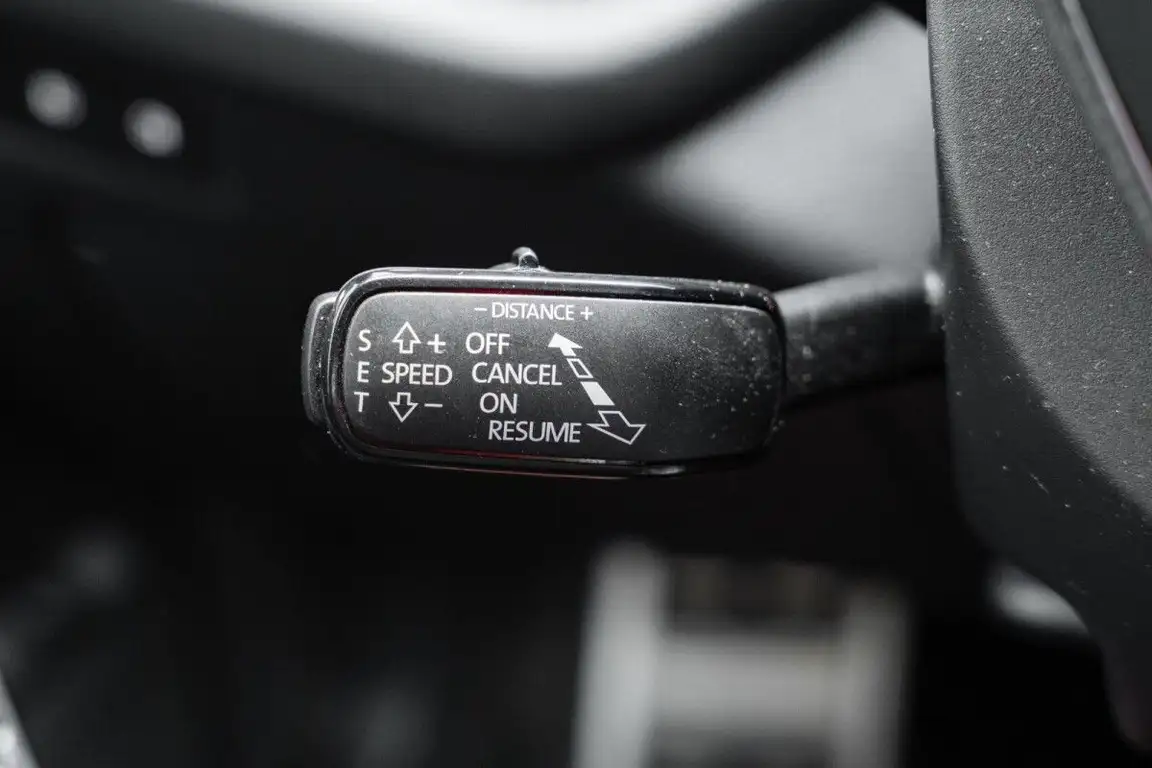 - DISTANCE +
S + OFF
E SPEED CANCEL
T - ON
RESUME